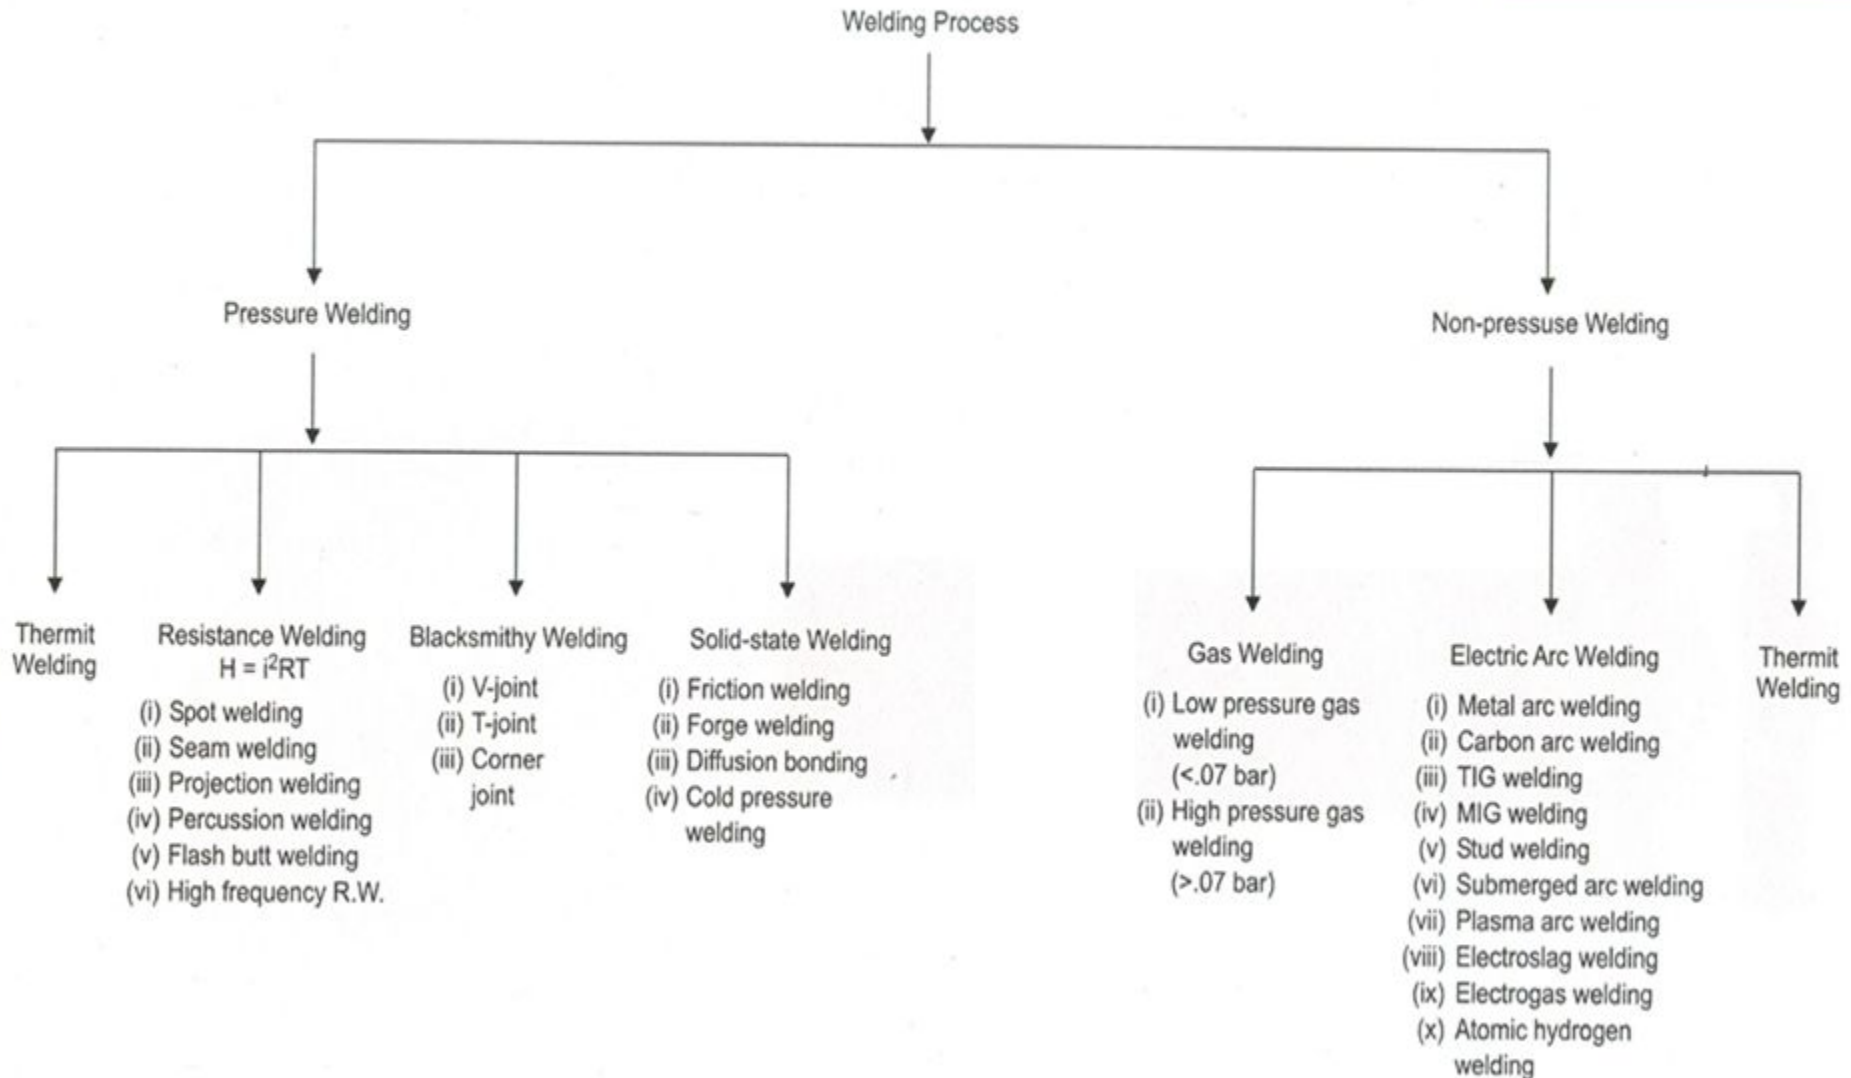 Welding Process
Pressure Welding
Non-pressuse Welding
Thermit
Welding
Resistance Welding
H = i²RT
(i) Spot welding
(ii) Seam welding
(iii) Projection welding
(iv) Percussion welding
(v) Flash butt welding
(vi) High frequency R.W.
Blacksmithy Welding
(i) V-joint
(ii) T-joint
(iii) Corner
joint
Solid-state Welding
(i) Friction welding
(ii) Forge welding
(iii) Diffusion bonding
(iv) Cold pressure
welding
Gas Welding
(i) Low pressure gas
welding
(<.07 bar)
(ii) High pressure gas
welding
(>.07 bar)
Electric Arc Welding
(i) Metal arc welding
(ii) Carbon arc welding
(iii) TIG welding
(iv) MIG welding
(v) Stud welding
(vi) Submerged arc welding
(vii) Plasma arc welding
(viii) Electroslag welding
(ix) Electrogas welding
(x) Atomic hydrogen
welding
Thermit
Welding